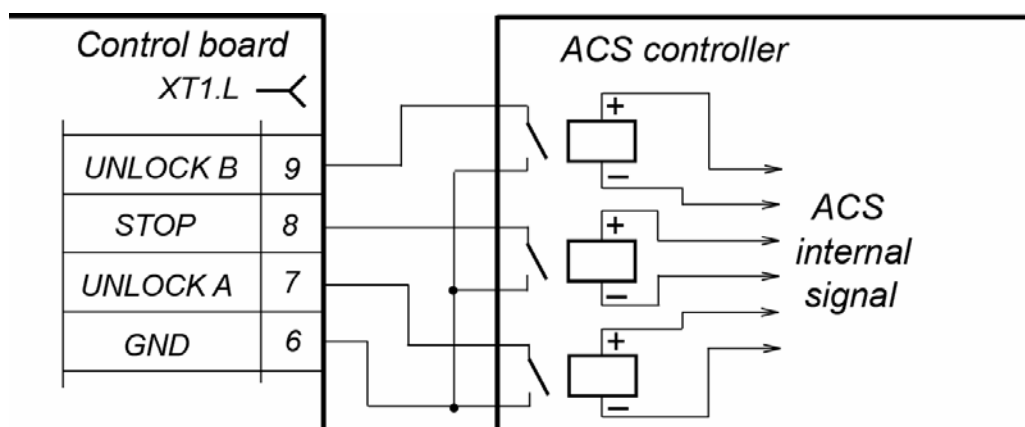 Control board
XT1.L
UNLOCK B 9
STOP 8
UNLOCK A 7
GND 6
ACS controller
+
−
+
−
+
−
ACS
internal
signal